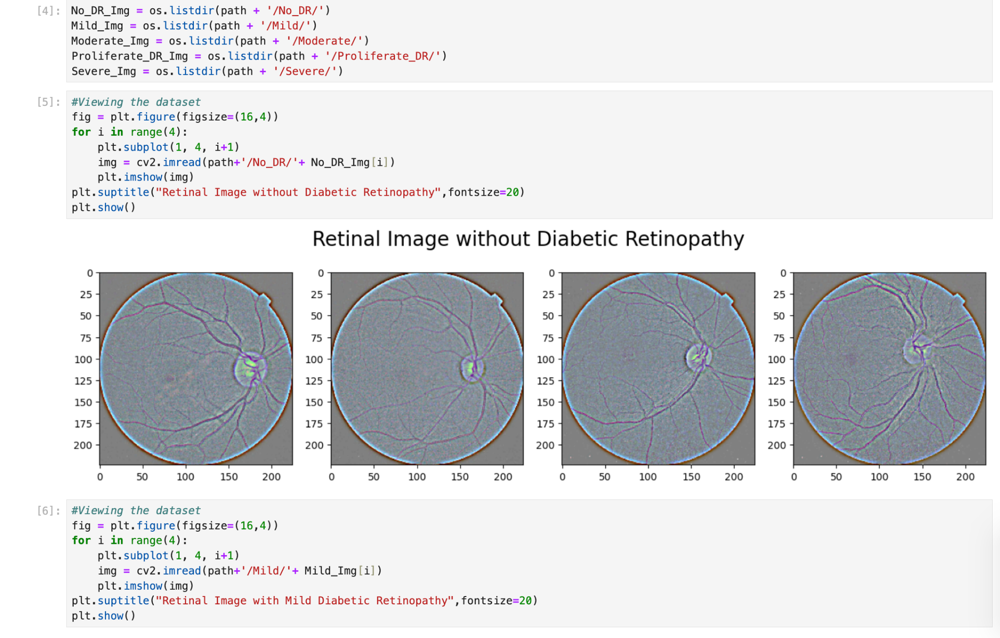 [4]: No_DR_Img = os.listdir(path + '/No_DR/')
Mild_Img = os.listdir(path + '/Mild/')
Moderate_Img = os.listdir(path + '/Moderate/')
Proliferate_DR_Img = os.listdir(path + '/Proliferate_DR/')
Severe_Img = os.listdir(path + '/Severe/')
[5]: #Viewing the dataset
fig = plt.figure(figsize=(16,4))
for i in range(4):
    plt.subplot(1, 4, i+1)
    img = cv2.imread(path+'/No_DR/'+ No_DR_Img[i])
    plt.imshow(img)
plt.suptitle("Retinal Image without Diabetic Retinopathy",fontsize=20)
plt.show()
Retinal Image without Diabetic Retinopathy
0 0 0 0
25 25 25 25
50 50 50 50
75 75 75 75
100 100 100 100
125 125 125 125
150 150 150 150
175 175 175 175
200 200 200 200
0 50 100 150 200 0 50 100 150 200 0 50 100 150 200 0 50 100 150 200
[6]: #Viewing the dataset
fig = plt.figure(figsize=(16,4))
for i in range(4):
    plt.subplot(1, 4, i+1)
    img = cv2.imread(path+'/Mild/'+ Mild_Img[i])
    plt.imshow(img)
plt.suptitle("Retinal Image with Mild Diabetic Retinopathy",fontsize=20)
plt.show()